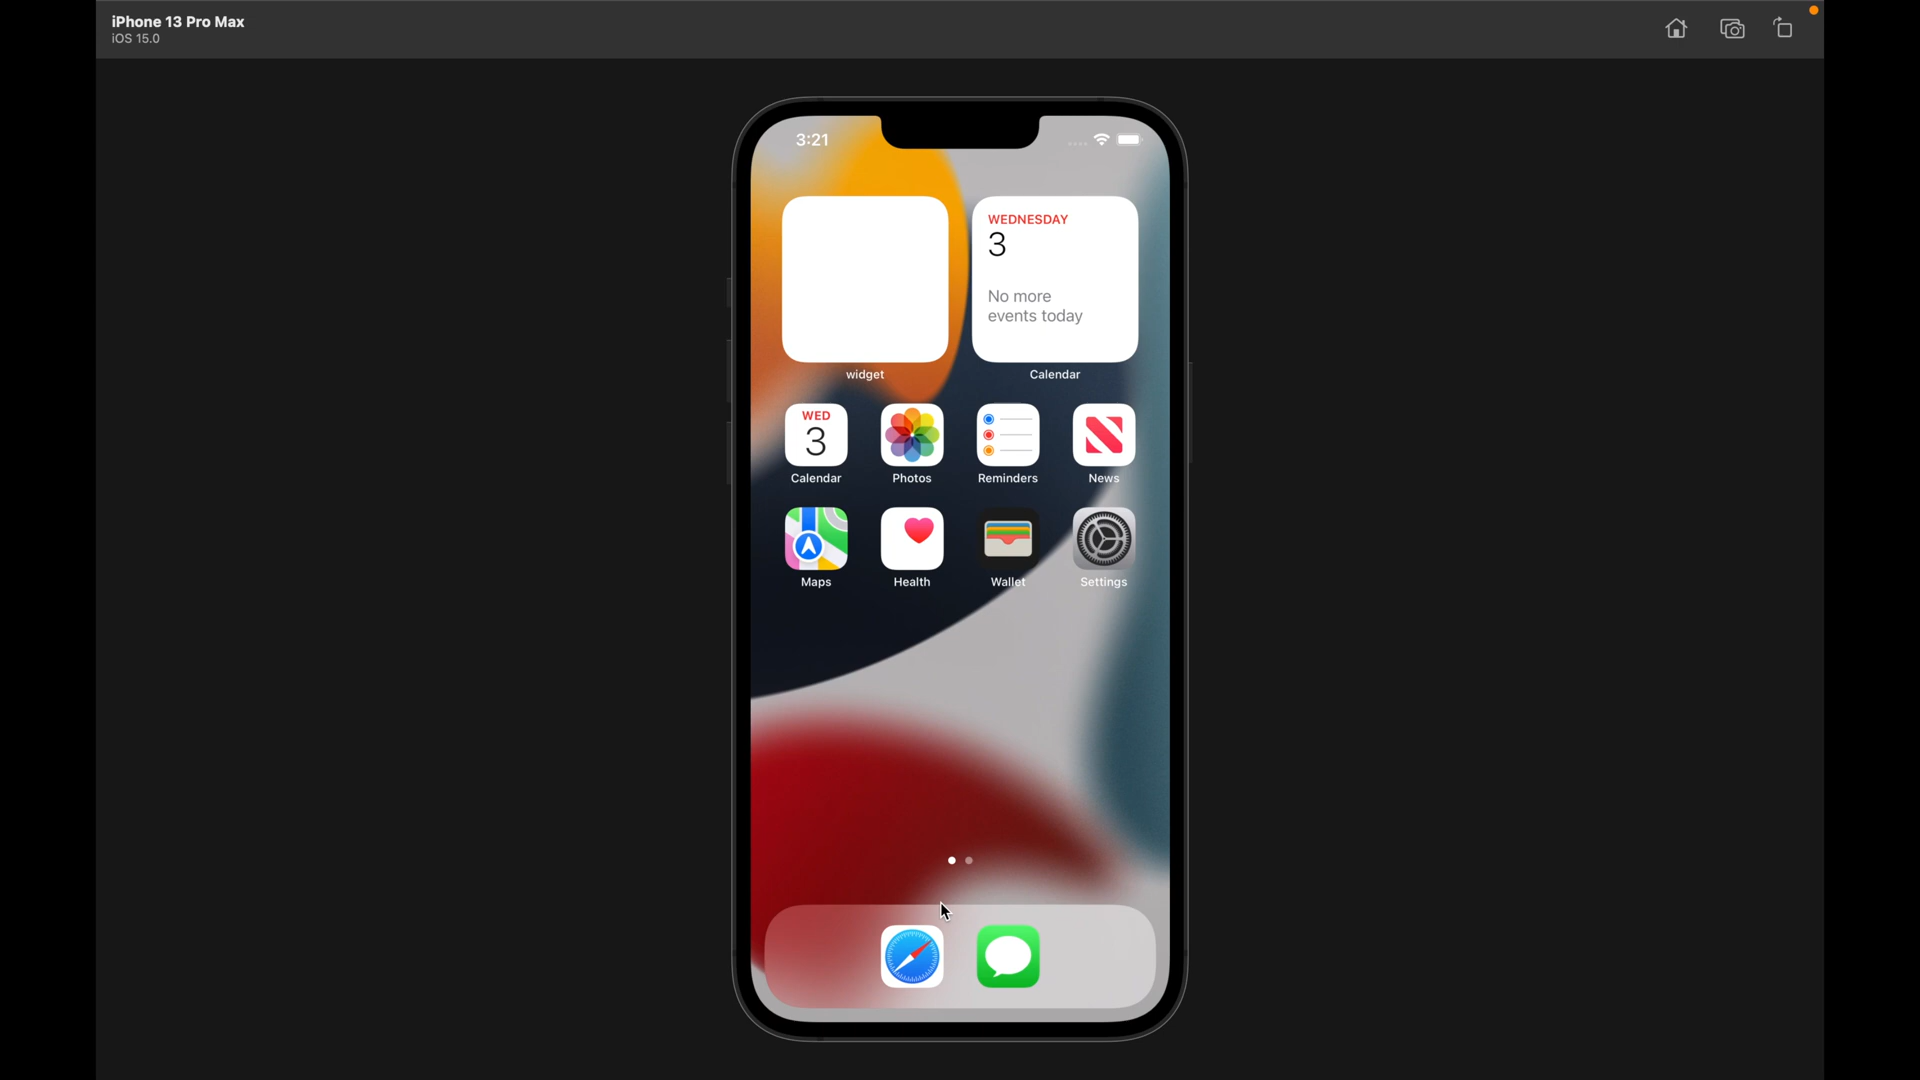 iPhone 13 Pro Max
iOS 15.0
3:21
WEDNESDAY
3
No more
events today
widget
Calendar
WED
3
Calendar
Photos
Reminders
News
Maps
Health
Wallet
Settings